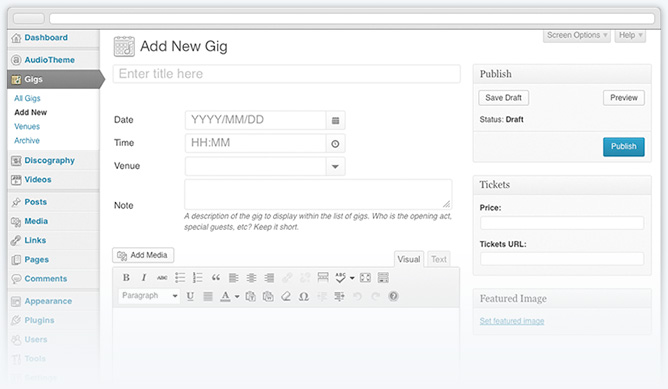 Screen Options
Help
Dashboard
AudioTheme
Gigs
All Gigs
Add New
Venues
Archive
Discography
Videos
Posts
Media
Links
Pages
Comments
Appearance
Plugins
Users
Tools
Add New Gig
Enter title here
Date
YYYY/MM/DD
Time
HH:MM
Venue
Note
A description of the gig to display within the list of gigs. Who is the opening act,
special guests, etc? Keep it short.
Add Media
Visual
Text
B I ABC
ABC
Paragraph
U A Ω
Publish
Save Draft
Preview
Status: Draft
Publish
Tickets
Price:
Tickets URL:
Featured Image
Set featured image